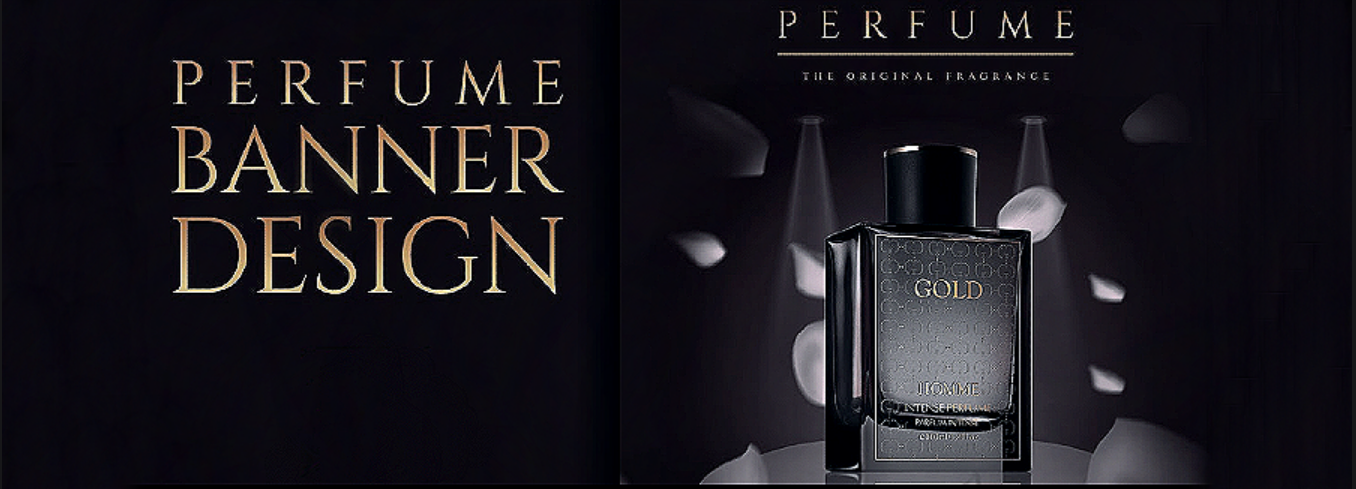 PERFUME
BANNER
DESIGN
PERFUME
THE ORIGINAL FRAGRANCE
GOLD
HOMME
INTENSE PERFUME